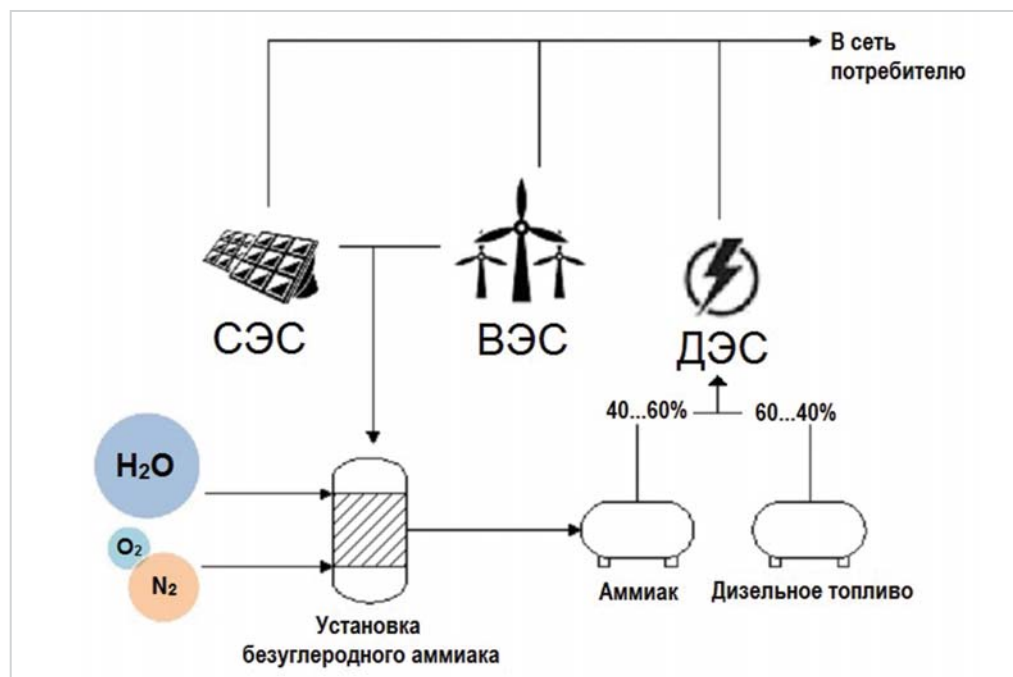 В сеть
потребителю
СЭС
ВЭС
ДЭС
40...60%
60...40%
H₂O
O₂
N₂
Аммиак
Дизельное топливо
Установка
безуглеродного аммиака